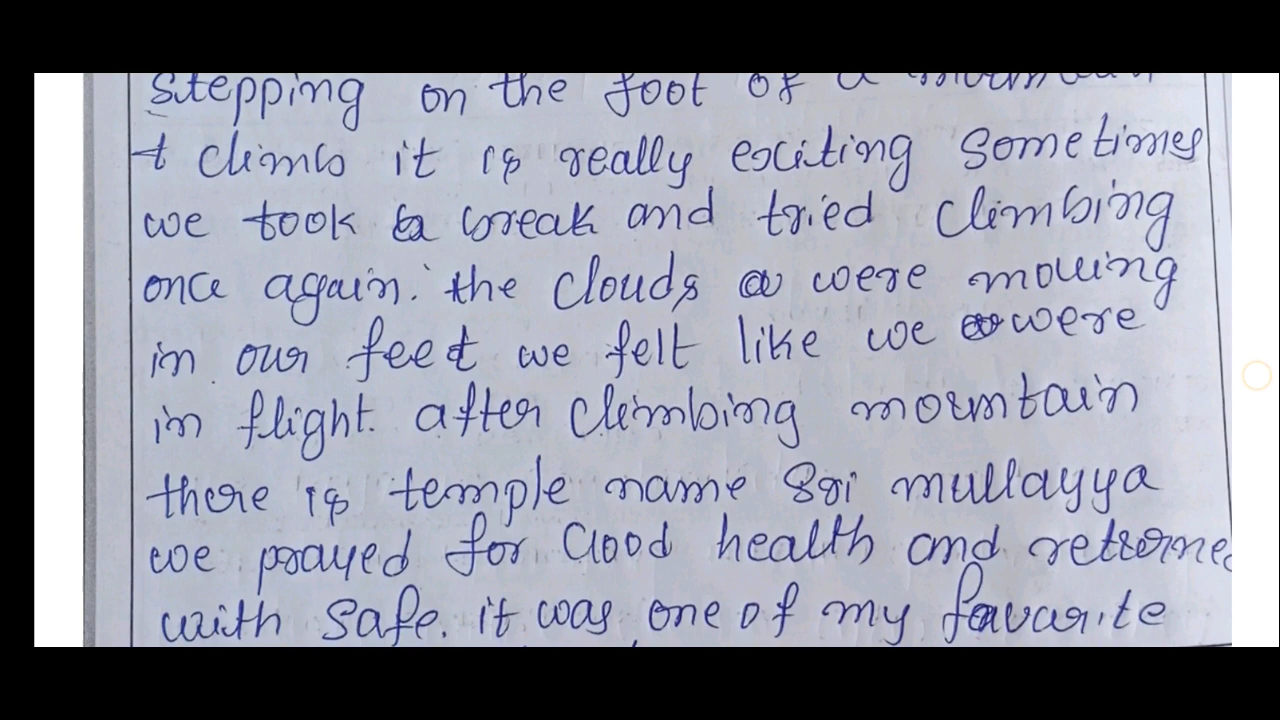 stepping on the foot of a
t climb it is really exciting sometimes
we took a break and tried climbing
once again. the clouds were moving
in our feet we felt like we were
in flight. after climbing mountain
there is temple name Sri mullayya
we prayed for Good health and
with safe. it was one of my favarite